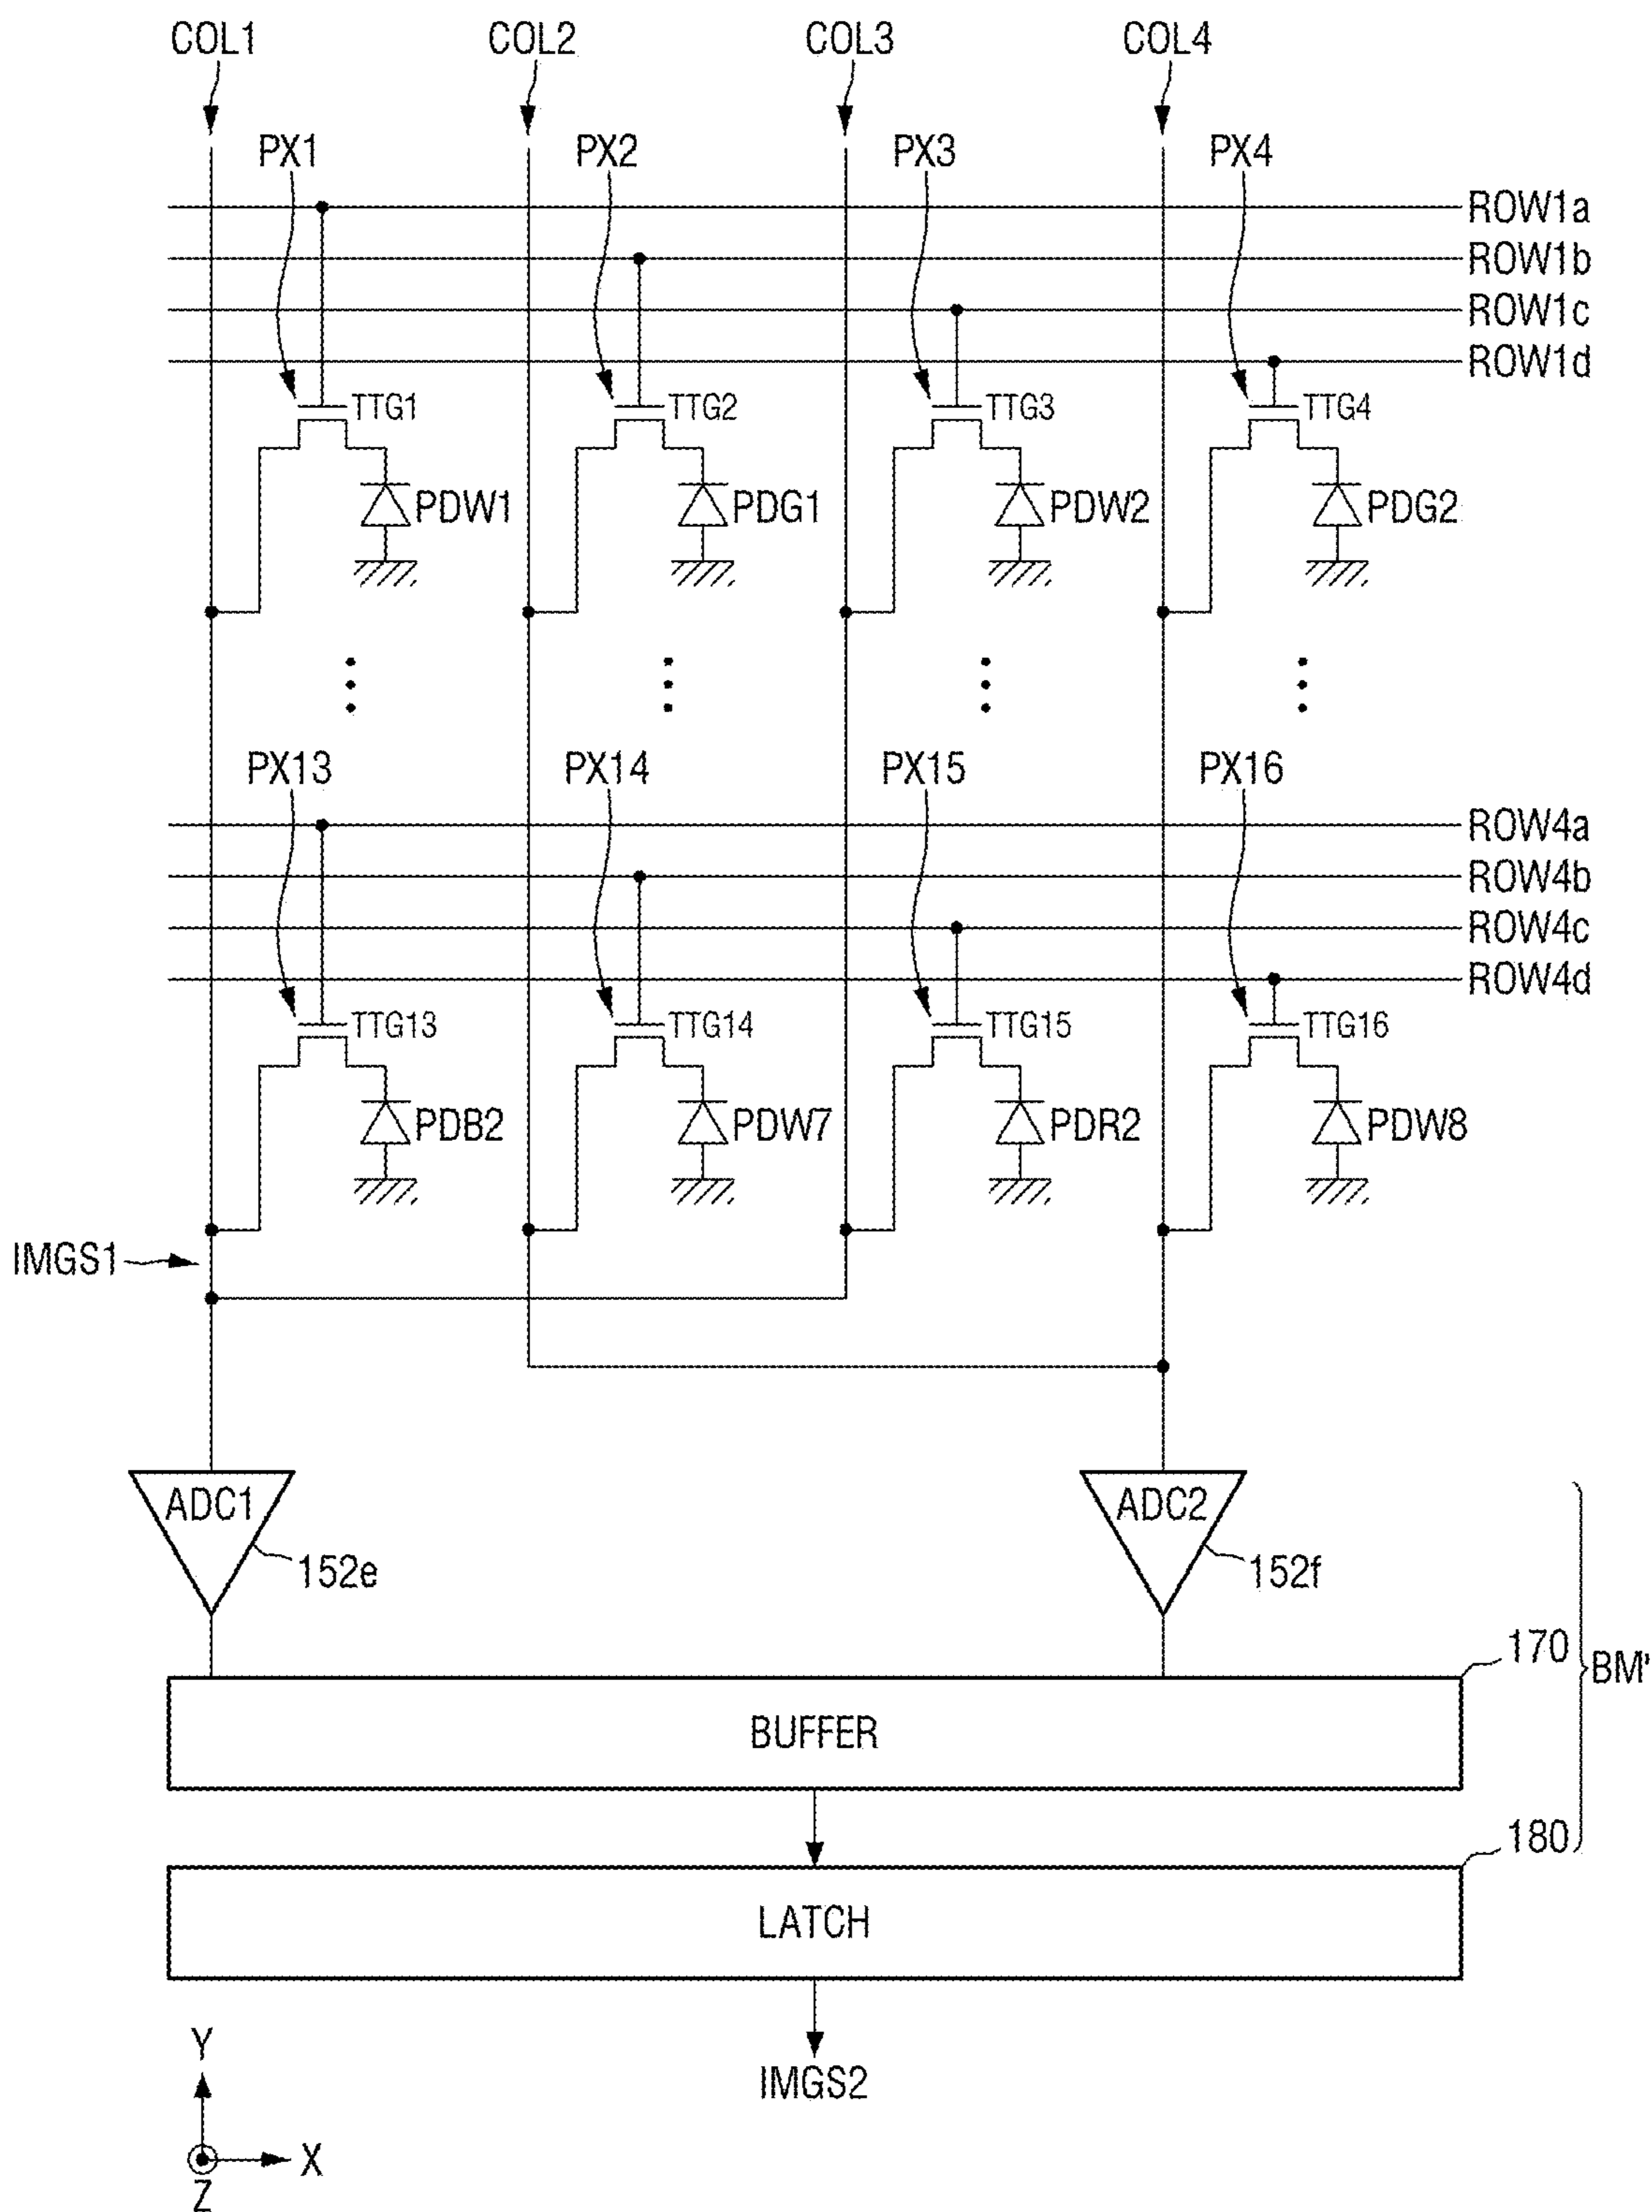 COL1 COL2 COL3 COL4
PX1 PX2 PX3 PX4
ROW1a
ROW1b
ROW1c
ROW1d
TTG1 TTG2 TTG3 TTG4
PDW1 PDG1 PDW2 PDG2
PX13 PX14 PX15 PX16
ROW4a
ROW4b
ROW4c
ROW4d
TTG13 TTG14 TTG15 TTG16
PDB2 PDW7 PDR2 PDW8
IMGS1
ADC1 ADC2
152e 152f
170
BM'
BUFFER
180
LATCH
Y
IMGS2
X
Z